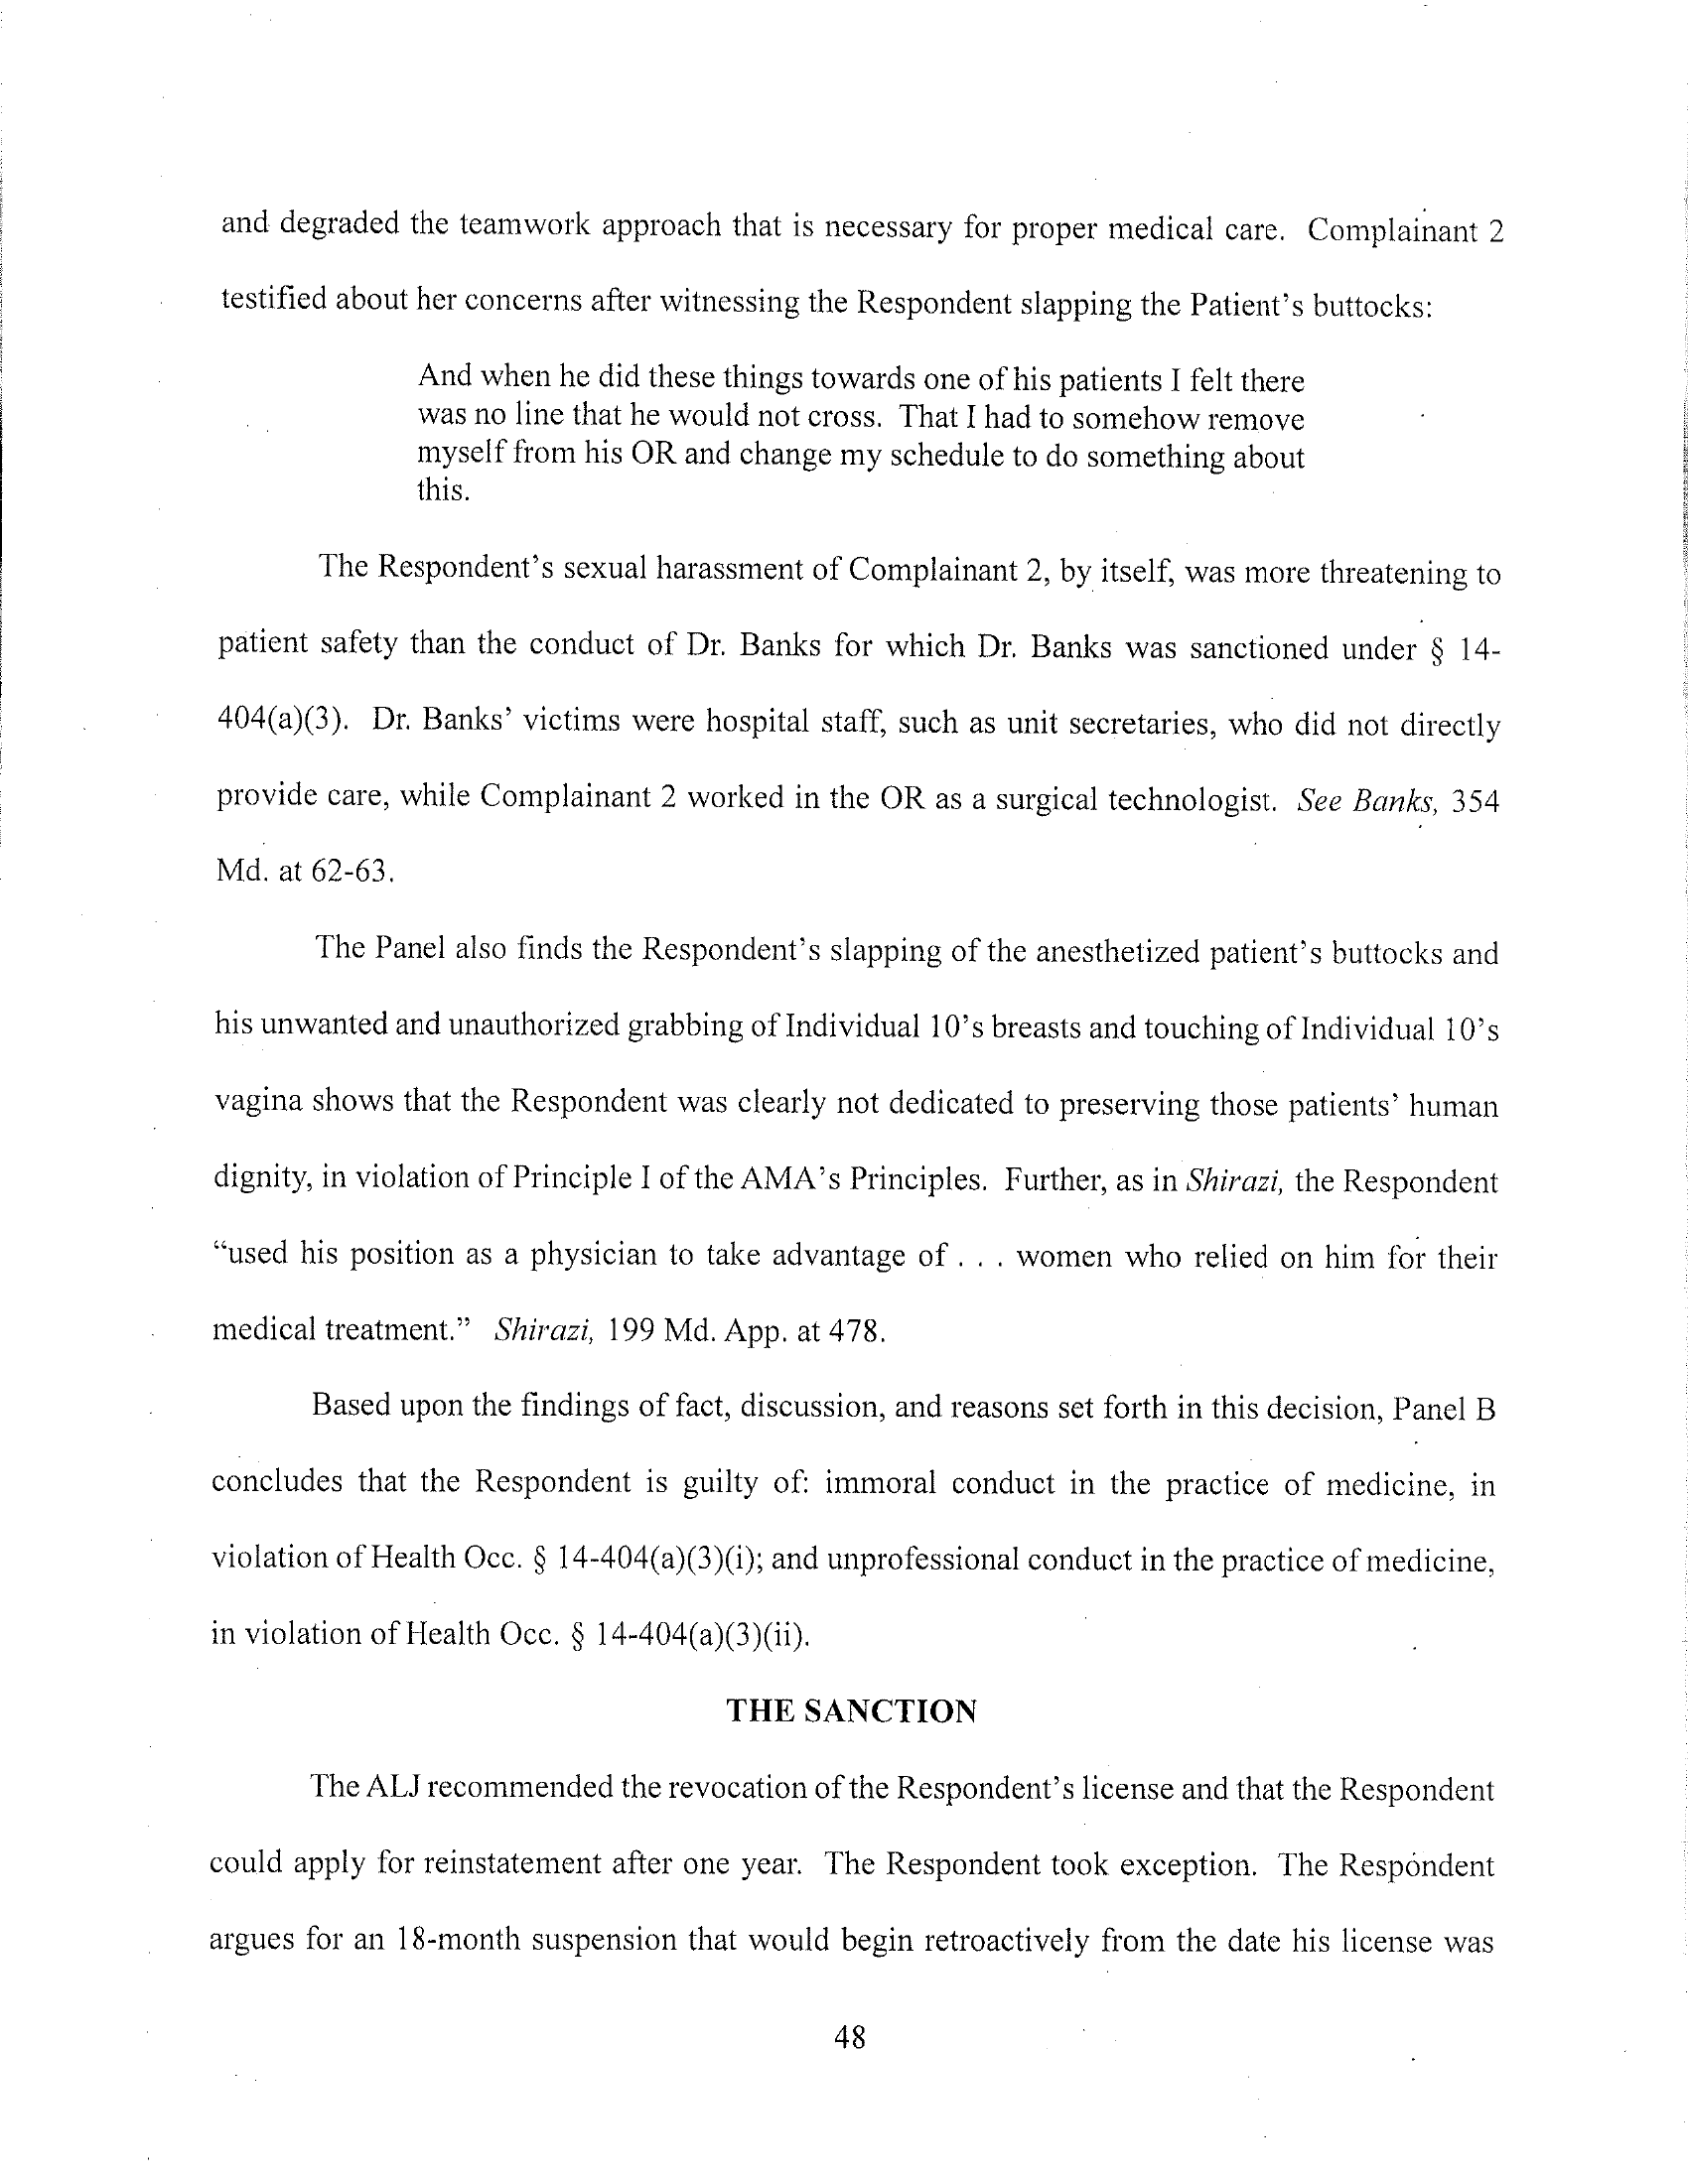 and degraded the teamwork approach that is necessary for proper medical care. Complainant 2
testified about her concerns after witnessing the Respondent slapping the Patient's buttocks:
And when he did these things towards one of his patients I felt there
was no line that he would not cross. That I had to somehow remove
myself from his OR and change my schedule to do something about
this.
The Respondent's sexual harassment of Complainant 2, by itself, was more threatening to
patient safety than the conduct of Dr. Banks for which Dr. Banks was sanctioned under § 14-
404(a)(3). Dr. Banks' victims were hospital staff, such as unit secretaries, who did not directly
provide care, while Complainant 2 worked in the OR as a surgical technologist. See Banks, 354
Md. at 62-63.
The Panel also finds the Respondent's slapping of the anesthetized patient's buttocks and
his unwanted and unauthorized grabbing of Individual 10's breasts and touching of Individual 10's
vagina shows that the Respondent was clearly not dedicated to preserving those patients' human
dignity, in violation of Principle I of the AMA's Principles. Further, as in Shirazi, the Respondent
“used his position as a physician to take advantage of . . . women who relied on him for their
medical treatment.” Shirazi, 199 Md. App. at 478.
Based upon the findings of fact, discussion, and reasons set forth in this decision, Panel B
concludes that the Respondent is guilty of: immoral conduct in the practice of medicine, in
violation of Health Occ. § 14-404(a)(3)(i); and unprofessional conduct in the practice of medicine,
in violation of Health Occ. § 14-404(a)(3)(ii).
THE SANCTION
The ALJ recommended the revocation of the Respondent's license and that the Respondent
could apply for reinstatement after one year. The Respondent took exception. The Respondent
argues for an 18-month suspension that would begin retroactively from the date his license was
48